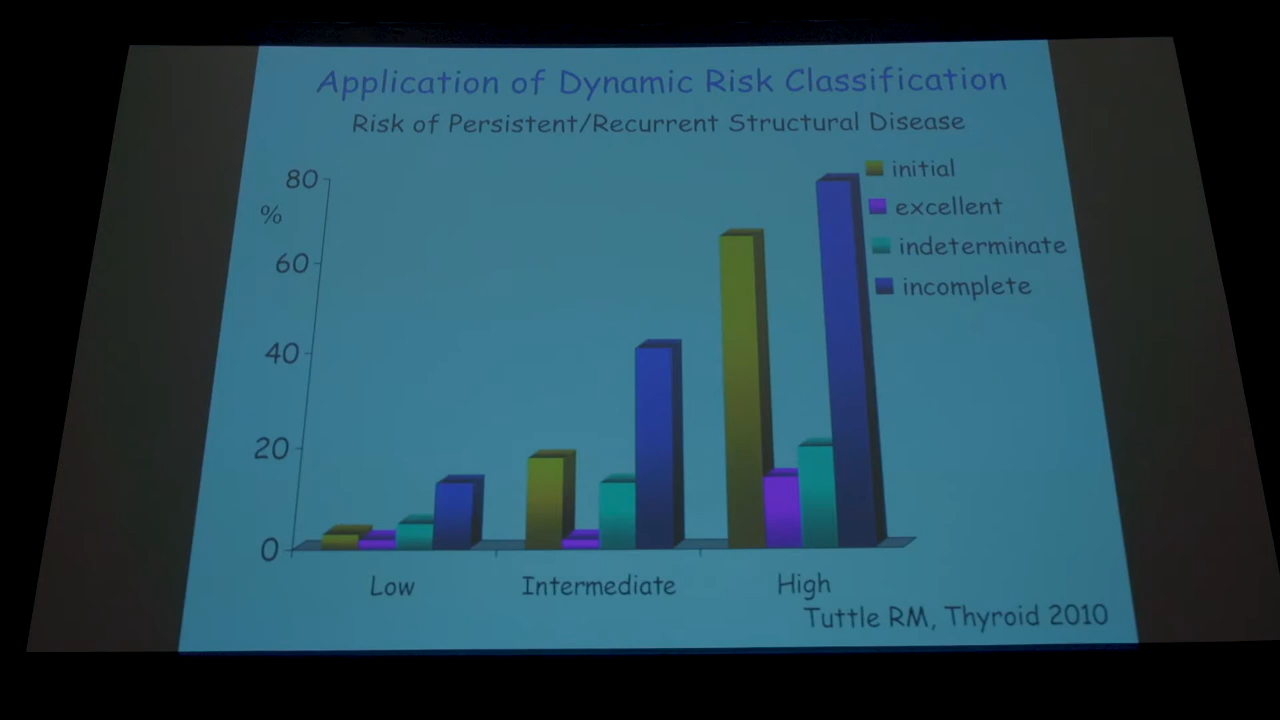 Application of Dynamic Risk Classification
Risk of Persistent/Recurrent Structural Disease
80
%
60
40
20
0
initial
excellent
indeterminate
incomplete
Low
Intermediate
High
Tuttle RM, Thyroid 2010